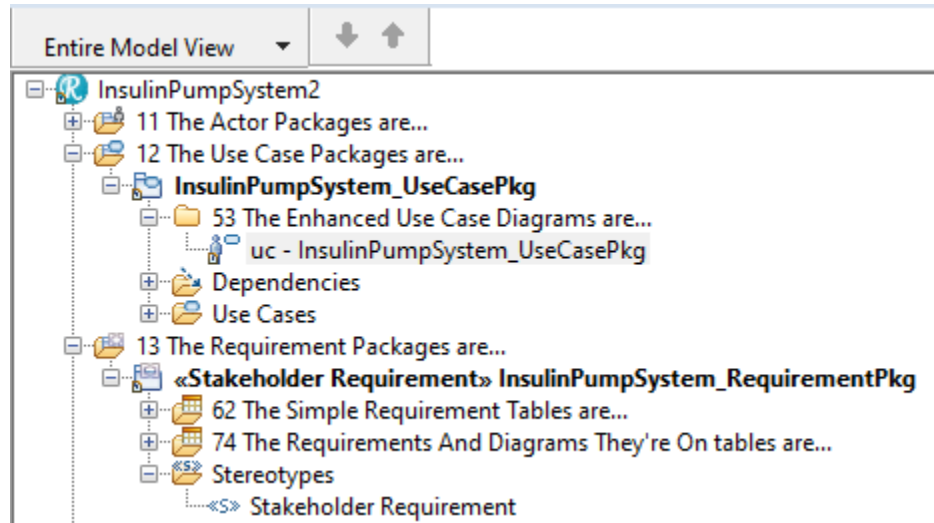 Entire Model View
InsulinPumpSystem2
11 The Actor Packages are...
12 The Use Case Packages are...
InsulinPumpSystem_UseCasePkg
53 The Enhanced Use Case Diagrams are...
uc - InsulinPumpSystem_UseCasePkg
Dependencies
Use Cases
13 The Requirement Packages are...
«Stakeholder Requirement» InsulinPumpSystem_RequirementPkg
62 The Simple Requirement Tables are...
74 The Requirements And Diagrams They're On tables are...
Stereotypes
«S» Stakeholder Requirement